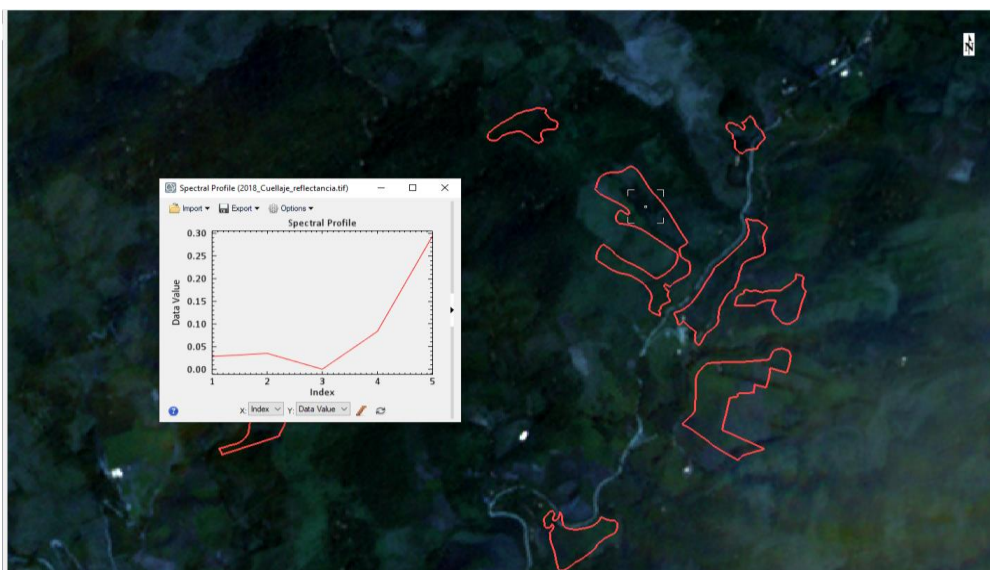 N
Spectral Profile (2018_Cuellaje_reflectancia.tif)
Import Export Options
Spectral Profile
0.30
0.25
0.20
0.15
0.10
0.05
0.00
Data Value
1 2 3 4 5
Index
? X: Index Y: Data Value